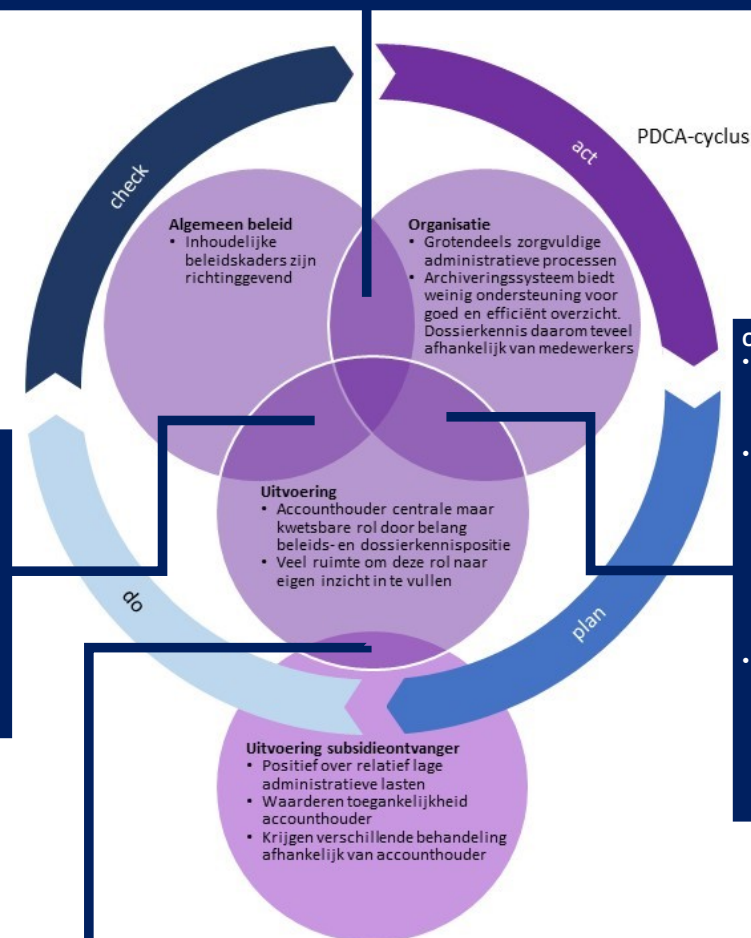 PDCA-cyclus
check
act
Algemeen beleid
• Inhoudelijke
beleidskaders zijn
richtinggevend
Organisatie
• Grotendeels zorgvuldige
administratieve processen
• Archiveringssysteem biedt
weinig ondersteuning voor
goed en efficiënt overzicht.
Dossierkennis daarom teveel
afhankelijk van medewerkers
Uitvoering
• Accounthouder centrale maar
kwetsbare rol door belang
beleids- en dossierkennispositie
• Veel ruimte om deze rol naar
eigen inzicht in te vullen
do
plan
Uitvoering subsidieontvanger
• Positief over relatief lage
administratieve lasten
• Waarderen toegankelijkheid
accounthouder
• Krijgen verschillende behandeling
afhankelijk van accounthouder